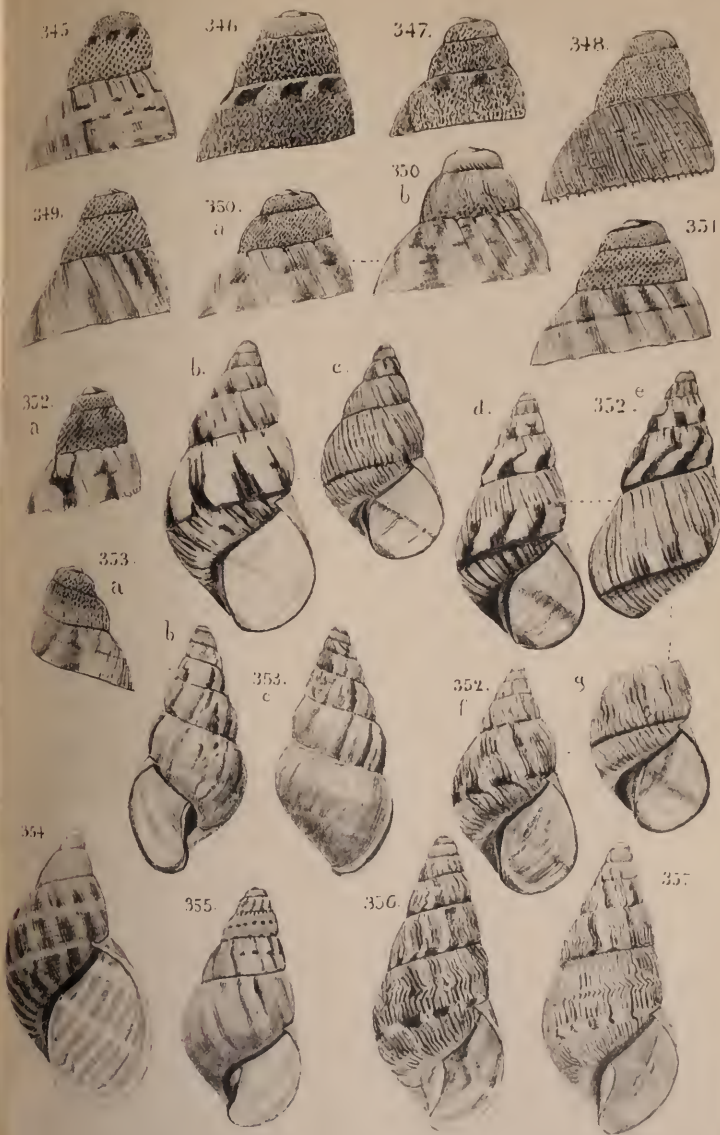 345 346 347. 348.
349. 350. a 350 b 351
352. a b. c. d. 352. e
353. a
b 353. c 352. f g
354 355. 356. 357